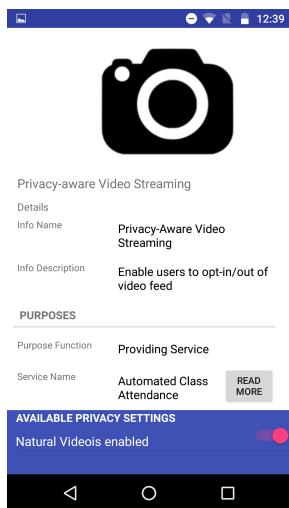 12:39
Privacy-aware Video Streaming
Details
Info Name
Privacy-Aware Video
Streaming
Info Description
Enable users to opt-in/out of
video feed
PURPOSES
Purpose Function
Providing Service
Service Name
Automated Class
Attendance
READ
MORE
AVAILABLE PRIVACY SETTINGS
Natural Videois enabled